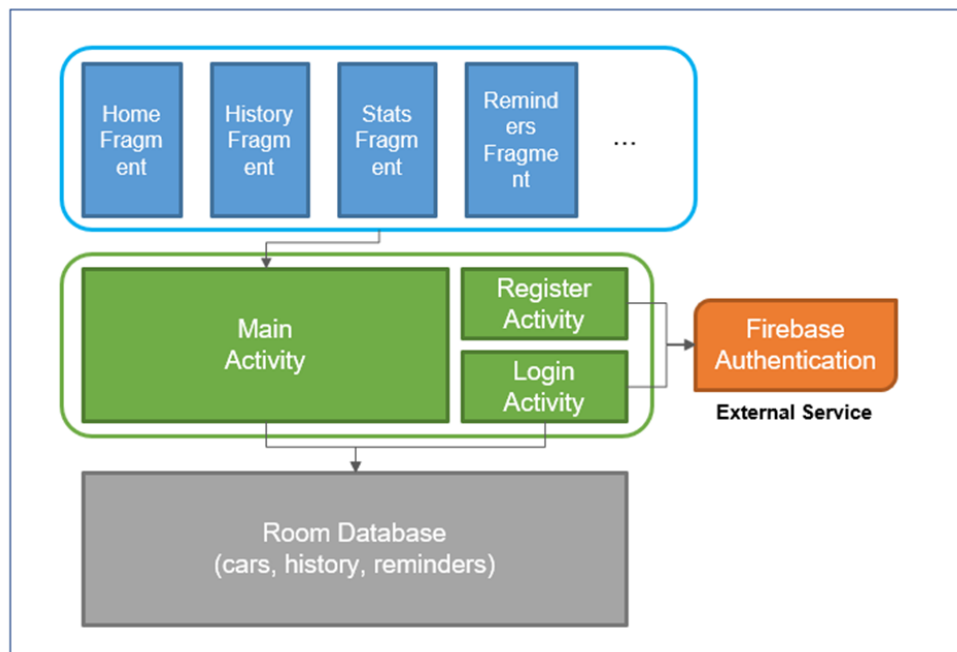 Home
Fragm
ent
History
Fragm
ent
Stats
Fragm
ent
Remind
ers
Fragme
nt
...
Main
Activity
Register
Activity
Login
Activity
Firebase
Authentication
External Service
Room Database
(cars, history, reminders)